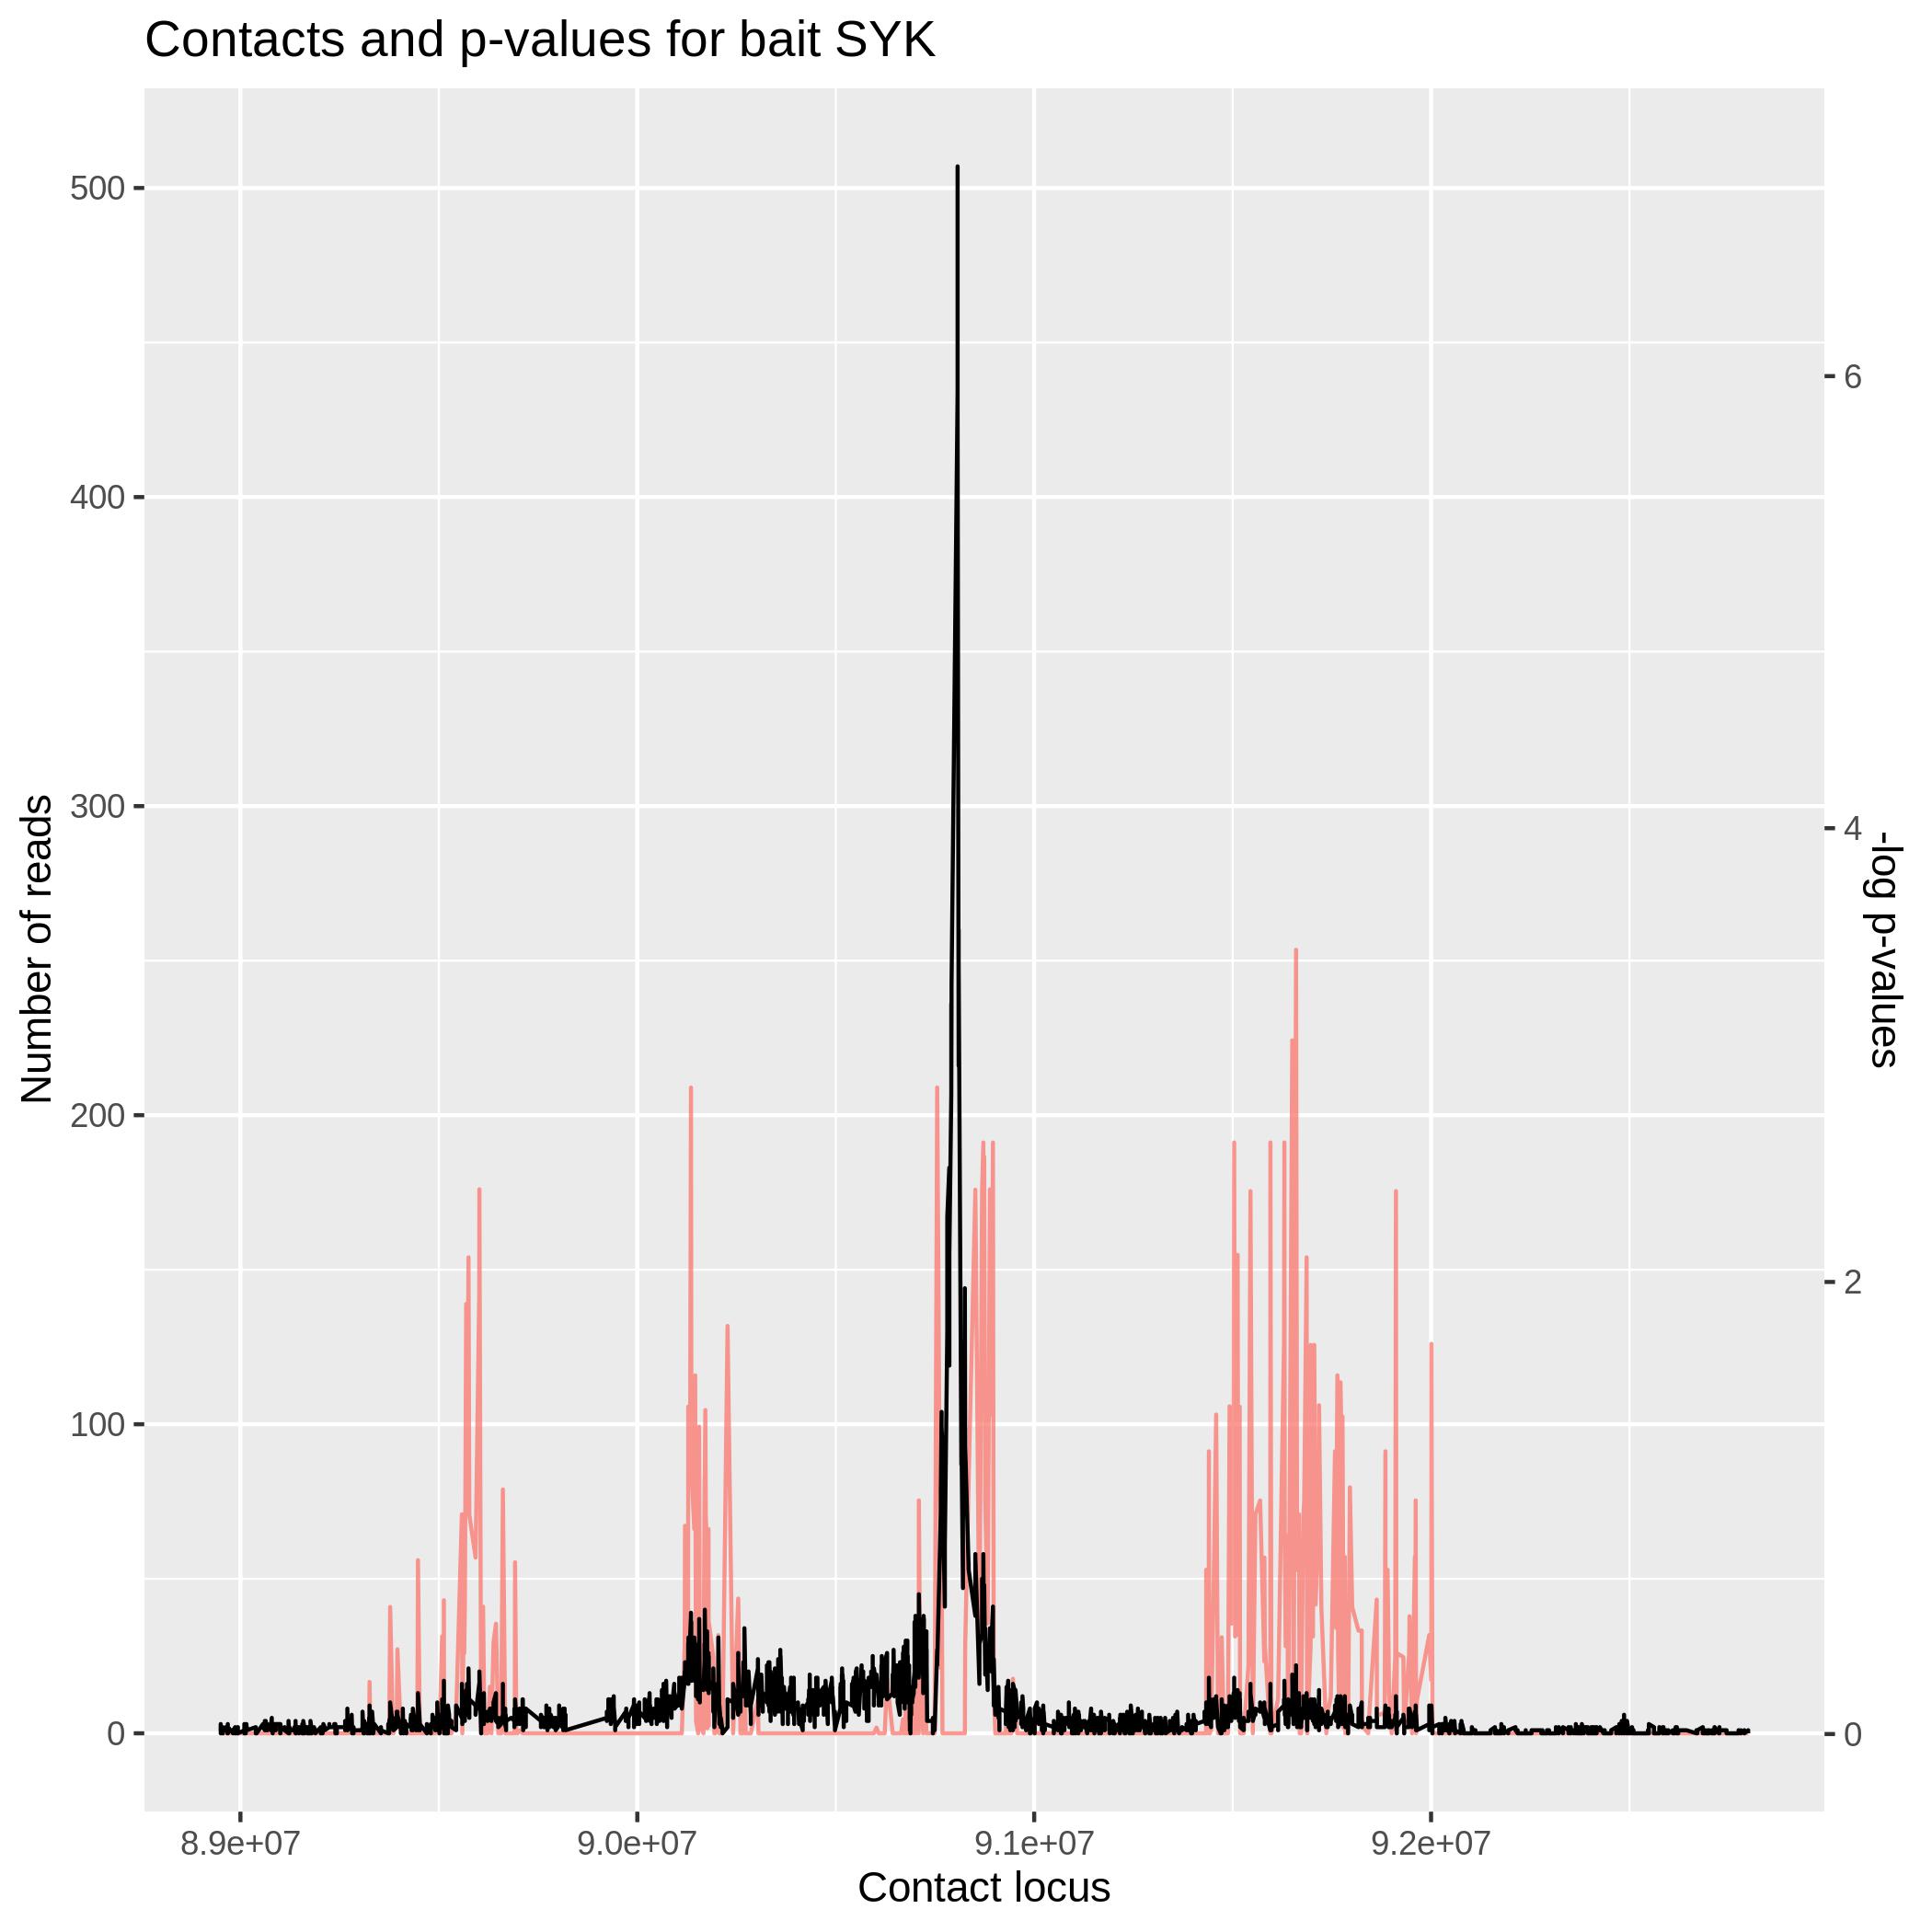 Contacts and p-values for bait SYK
500
400
300
200
100
0
Number of reads
6
4
2
0
-log p-values
8.9e+07
9.0e+07
9.1e+07
9.2e+07
Contact locus